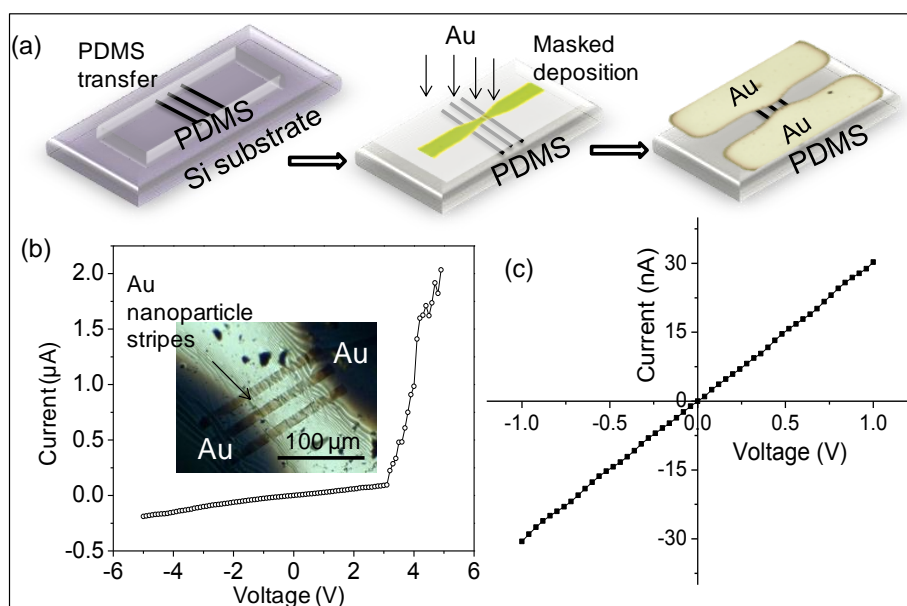 (a)
PDMS
transfer
PDMS
Si substrate
Au
Masked
deposition
PDMS
Au
Au
PDMS
(b)
Au
nanoparticle
stripes
Au
Au
100 µm
Current (µA)
2.0
1.5
1.0
0.5
0.0
-0.5
-6 -4 -2 0 2 4 6
Voltage (V)
(c)
Current (nA)
30
15
0
-15
-30
-1.0 -0.5 0.0 0.5 1.0
Voltage (V)